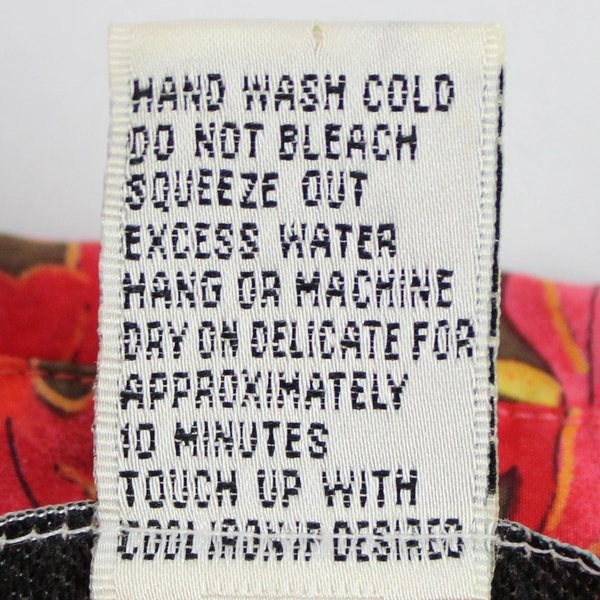 HAND WASH COLD
DO NOT BLEACH
SQUEEZE OUT
EXCESS WATER
HANG OR MACHINE
DRY ON DELICATE FOR
APPROXIMATELY
10 MINUTES
TOUCH UP WITH
COOL IRON IF DESIRED